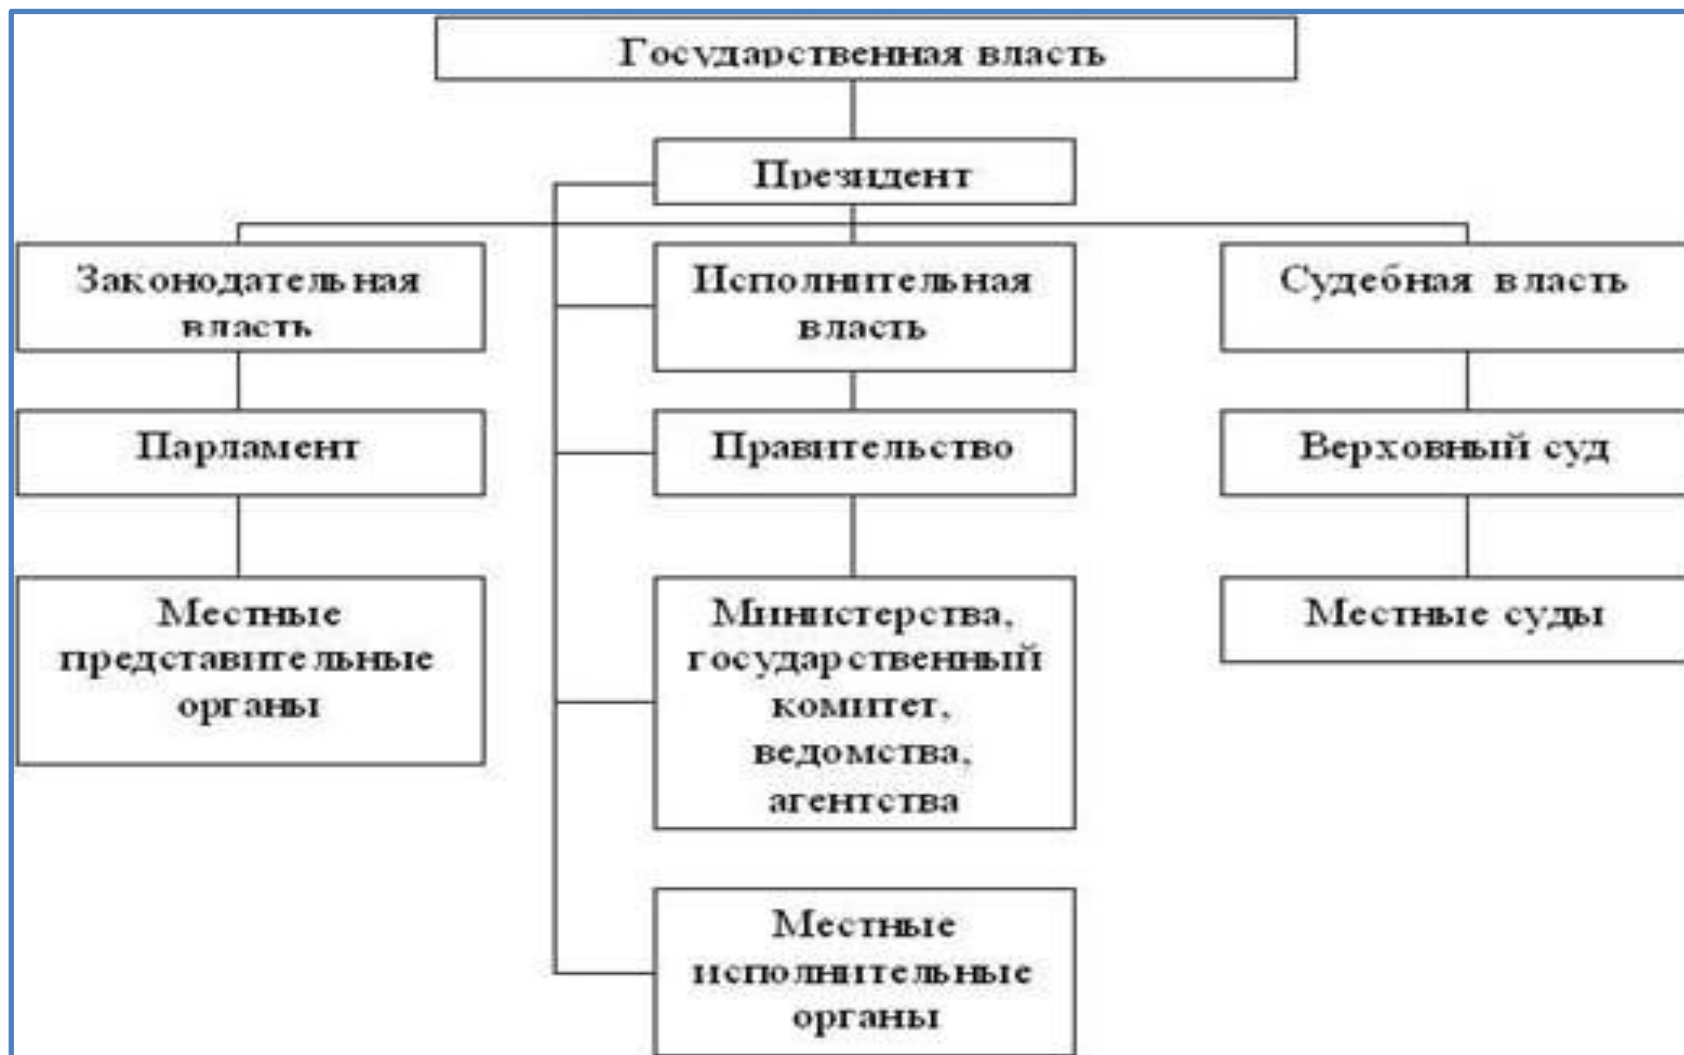 Государственная власть
Президент
Законодательная
власть
Исполнительная
власть
Судебная власть
Парламент
Правительство
Верховный суд
Местные
представительные
органы
Министерства,
государственный
комитет,
ведомства,
агентства
Местные суды
Местные
исполнительные
органы